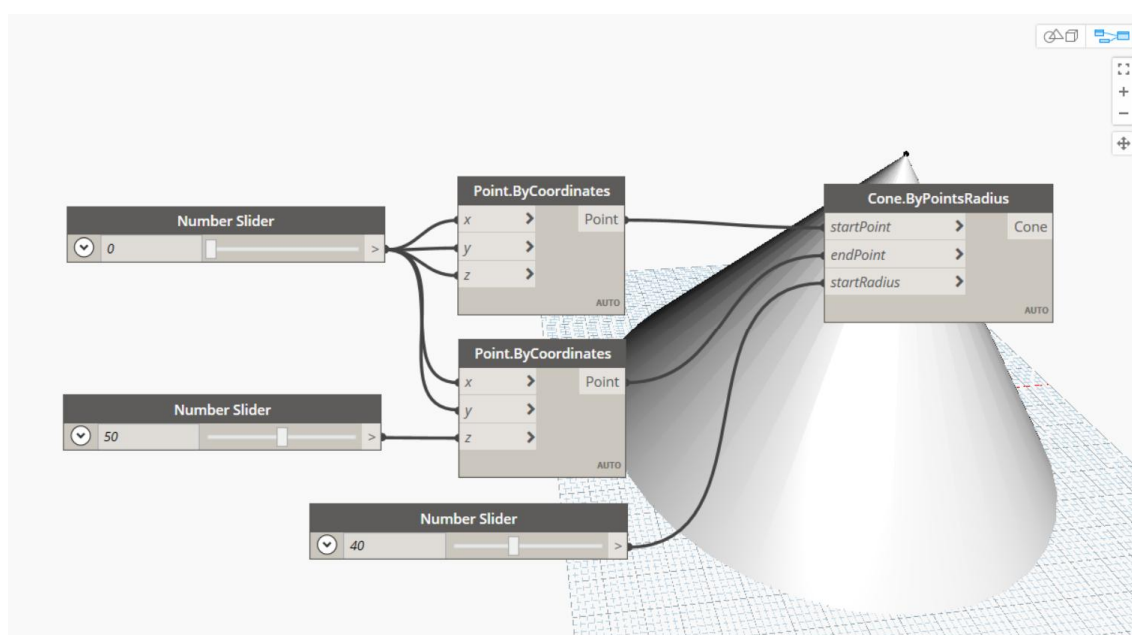 Number Slider
0
>
Point.ByCoordinates
x >
y >
z >
Point
AUTO
Cone.ByPointsRadius
startPoint >
endPoint >
startRadius >
Cone
AUTO
Number Slider
50
>
Point.ByCoordinates
x >
y >
z >
Point
AUTO
Number Slider
40
>